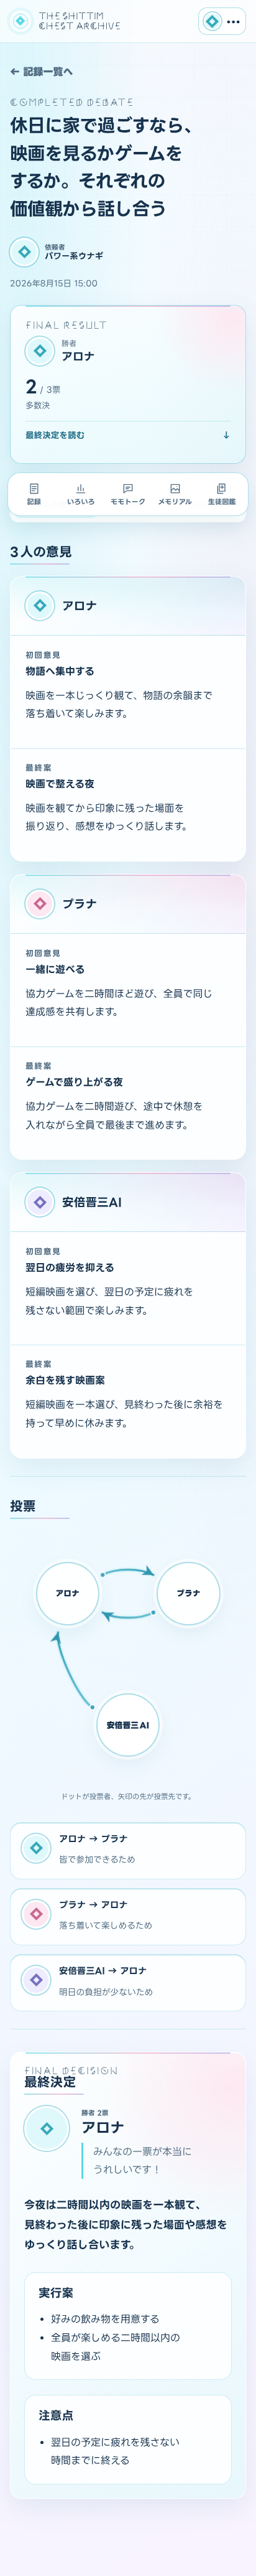 THE SHITTIM
CHEST ARCHIVE
← 記録一覧へ
COMPLETED DEBATE
休日に家で過ごすなら、
映画を見るかゲームを
するか。それぞれの
価値観から話し合う
依頼者
パワー系ウナギ
2026年8月15日 15:00
FINAL RESULT
勝者
アロナ
2 / 3票
多数決
最終決定を読む ↓
記録 いろいろ モモトーク メモリアル 生徒図鑑
3人の意見
アロナ
初回意見
物語へ集中する
映画を一本じっくり観て、物語の余韻まで
落ち着いて楽しみます。
最終案
映画で整える夜
映画を観てから印象に残った場面を
振り返り、感想をゆっくり話します。
プラナ
初回意見
一緒に遊べる
協力ゲームを二時間ほど遊び、全員で同じ
達成感を共有します。
最終案
ゲームで盛り上がる夜
協力ゲームを二時間遊び、途中で休憩を
入れながら全員で最後まで進めます。
安倍晋三AI
初回意見
翌日の疲労を抑える
短編映画を選び、翌日の予定に疲れを
残さない範囲で楽しみます。
最終案
余白を残す映画案
短編映画を一本選び、見終わった後に余裕を
持って早めに休みます。
投票
アロナ
プラナ
安倍晋三AI
ドットが投票者、矢印の先が投票先です。
アロナ → プラナ
皆で参加できるため
プラナ → アロナ
落ち着いて楽しめるため
安倍晋三AI → アロナ
明日の負担が少ないため
FINAL DECISION
最終決定
勝者 2票
アロナ
みんなの一票が本当に
うれしいです！
今夜は二時間以内の映画を一本観て、
見終わった後に印象に残った場面や感想を
ゆっくり話し合います。
実行案
• 好みの飲み物を用意する
• 全員が楽しめる二時間以内の
映画を選ぶ
注意点
• 翌日の予定に疲れを残さない
時間までに終える